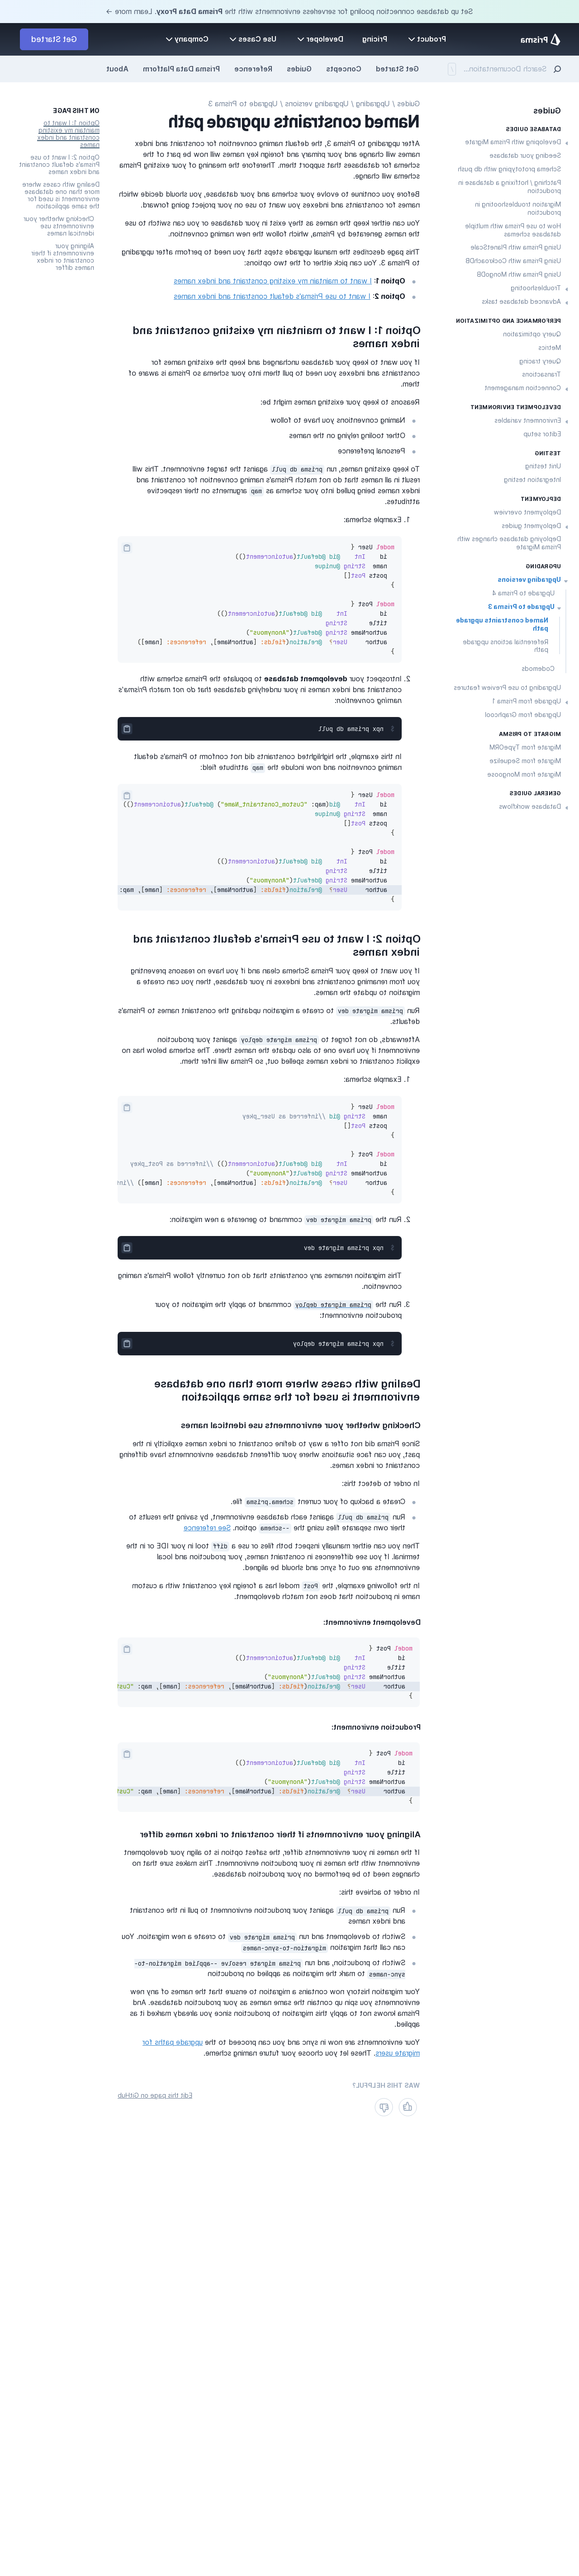 Set up database connection pooling for serverless environments with the Prisma Data Proxy. Learn more →
Prisma
Product
Pricing
Developer
Use Cases
Company
Get Started
Search Documentation...
/
Get Started
Concepts
Guides
Reference
Prisma Data Platform
About
Guides
DATABASE GUIDES
Developing with Prisma Migrate
Seeding your database
Schema prototyping with db push
Patching / hotfixing a database in
production
Migration troubleshooting in
production
How to use Prisma with multiple
database schemas
Using Prisma with PlanetScale
Using Prisma with CockroachDB
Using Prisma with MongoDB
Troubleshooting
Advanced database tasks
PERFORMANCE AND OPTIMIZATION
Query optimization
Metrics
Query tracing
Transactions
Connection management
DEVELOPMENT ENVIRONMENT
Environment variables
Editor setup
TESTING
Unit testing
Integration testing
DEPLOYMENT
Deployment overview
Deployment guides
Deploying database changes with
Prisma Migrate
UPGRADING
Upgrading versions
Upgrade to Prisma 4
Upgrade to Prisma 3
Named constraints upgrade
path
Referential actions upgrade
path
Codemods
Upgrading to use Preview features
Upgrade from Prisma 1
Upgrade from Graphcool
MIGRATE TO PRISMA
Migrate from TypeORM
Migrate from Sequelize
Migrate from Mongoose
GENERAL GUIDES
Database workflows
Guides / Upgrading / Upgrading versions / Upgrade to Prisma 3
Named constraints upgrade path
After upgrading to Prisma 3, the default naming convention for constraint and index
names changes and any primary or foreign key names will now be part of the
schema. Therefore we recommend that you decide how you want to handle existing
constraint and index names as otherwise your existing names might unexpectedly
change.
Before you continue to evolve your schema and your database, you should decide which
names you want to use in your project going forward.
You can either keep the names as they exist in your database or you can switch to use
the names generated by Prisma, which follow the new naming convention.
This page describes the manual upgrade steps that you need to perform after upgrading
to Prisma 3. You can pick one of the two options:
Option 1: I want to maintain my existing constraint and index names
Option 2: I want to use Prisma's default constraint and index names
Option 1: I want to maintain my existing constraint and
index names
If you want to keep your database unchanged and keep the existing names for
constraints and indexes you need to pull them into your schema so Prisma is aware of
them.
Reasons to keep your existing names might be:
Naming conventions you have to follow
Other tooling relying on the names
Personal preference
To keep existing names, run prisma db pull against the target environment. This will
result in all names that do not match Prisma's naming convention for constraint and
index names being pulled into your schema as map arguments on their respective
attributes.
1. Example schema:
model User {
id    Int    @id @default(autoincrement())
name  String @unique
posts Post[]
}
model Post {
id         Int    @id @default(autoincrement())
title      String
authorName String @default("Anonymous")
author     User?  @relation(fields: [authorName], references: [name])
}
2. Introspect your development database to populate the Prisma schema with
constraint and index names in your underlying database that do not match Prisma's
naming convention:
$ npx prisma db pull
In this example, the highlighted constraints did not conform to Prisma's default
naming convention and now include the map attribute field:
model User {
id    Int    @id(map: "Custom_Constraint_Name") @default(autoincrement())
name  String @unique
posts Post[]
}
model Post {
id         Int    @id @default(autoincrement())
title      String
authorName String @default("Anonymous")
author     User?  @relation(fields: [authorName], references: [name], map:
}
Option 2: I want to use Prisma's default constraint and
index names
If you want to keep your Prisma Schema clean and if you have no reasons preventing
renaming of constraints and indexes in your database, then you can create a
migration to update the names.
Run prisma migrate dev to create a migration updating the constraint names to Prisma's
defaults.
Afterwards, do not forget to prisma migrate deploy against your production
environment if you have one to also update the names there. The schema below has no
explicit constraint or index names spelled out, so Prisma will infer them.
1. Example schema:
model User {
name  String @id //inferred as User_pkey
posts Post[]
}
model Post {
id         Int    @id @default(autoincrement()) //inferred as Post_pkey
authorName String @default("Anonymous")
author     User?  @relation(fields: [authorName], references: [name]) //in
}
2. Run the prisma migrate dev command to generate a new migration:
$ npx prisma migrate dev
This migration renames any constraints that do not currently follow Prisma's naming
convention.
3. Run the prisma migrate deploy command to apply the migration to your
production environment:
$ npx prisma migrate deploy
Dealing with cases where more than one database
environment is used for the same application
Checking whether your environments use identical names
Since Prisma did not offer a way to define constraint or index names explicitly in the
past, you can face situations where your different database environments have differing
constraint or index names.
In order to detect this:
Create a backup of your current schema.prisma file.
Run prisma db pull against each database environment, by saving the results to
their own separate files using the --schema option. See reference
Then you can either manually inspect both files or use a diff tool in your IDE or in the
terminal. If you see differences in constraint names, your production and local
environments are out of sync and should be aligned.
In the following example, the Post model has a foreign key constraint with a custom
name in production that does not match development.
Development environment:
model Post {
id         Int    @id @default(autoincrement())
title      String
authorName String @default("Anonymous")
author     User?  @relation(fields: [authorName], references: [name], map: "Cust
}
Production environment:
model Post {
id         Int    @id @default(autoincrement())
title      String
authorName String @default("Anonymous")
author     User?  @relation(fields: [authorName], references: [name], map: "Cust
}
Aligning your environments if their constraint or index names differ
If the names in your environments differ, the safest option is to align your development
environment with the names in your production environment. This makes sure that no
changes need to be performed on your production database.
In order to achieve this:
Run prisma db pull against your production environment to pull in the constraint
and index names
Switch to development and run prisma migrate dev to create a new migration. You
can call that migration migration-to-sync-names
Switch to production, and run prisma migrate resolve --applied migration-to-
sync-names to mark the migration as applied on production
Your migration history now contains a migration to ensure that the names of any new
environments you spin up contain the same names as your production database. And
Prisma knows not to apply this migration to production since you already marked it as
applied.
Your environments are now in sync and you can proceed to the upgrade paths for
migrate users. These let you choose your future naming scheme.
WAS THIS HELPFUL?
Edit this page on GitHub
ON THIS PAGE
Option 1: I want to
maintain my existing
constraint and index
names
Option 2: I want to use
Prisma's default constraint
and index names
Dealing with cases where
more than one database
environment is used for
the same application
Checking whether your
environments use
identical names
Aligning your
environments if their
constraint or index
names differ